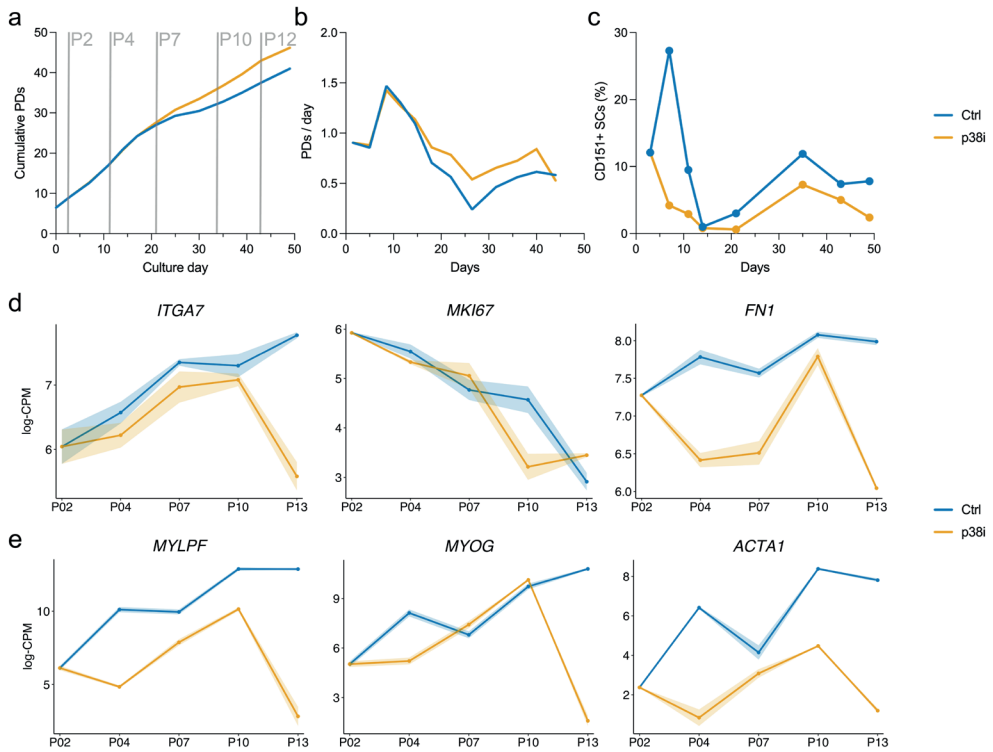 a
P2
P4
P7
P10
P12
50
40
30
20
10
0
Cumulative PDs
0
10
20
30
40
50
Culture day
b
2.0
1.5
1.0
0.5
0.0
PDs / day
0
10
20
30
40
50
Days
c
30
20
10
0
CD151+ SCs (%)
0
10
20
30
40
50
Days
Ctrl
p38i
d
ITGA7
7
6
log-CPM
P02
P04
P07
P10
P13
MKI67
6
5
4
3
P02
P04
P07
P10
P13
FN1
8.0
7.5
7.0
6.5
6.0
P02
P04
P07
P10
P13
Ctrl
p38i
e
MYLPF
10
5
log-CPM
P02
P04
P07
P10
P13
MYOG
9
6
3
P02
P04
P07
P10
P13
ACTA1
8
6
4
2
P02
P04
P07
P10
P13